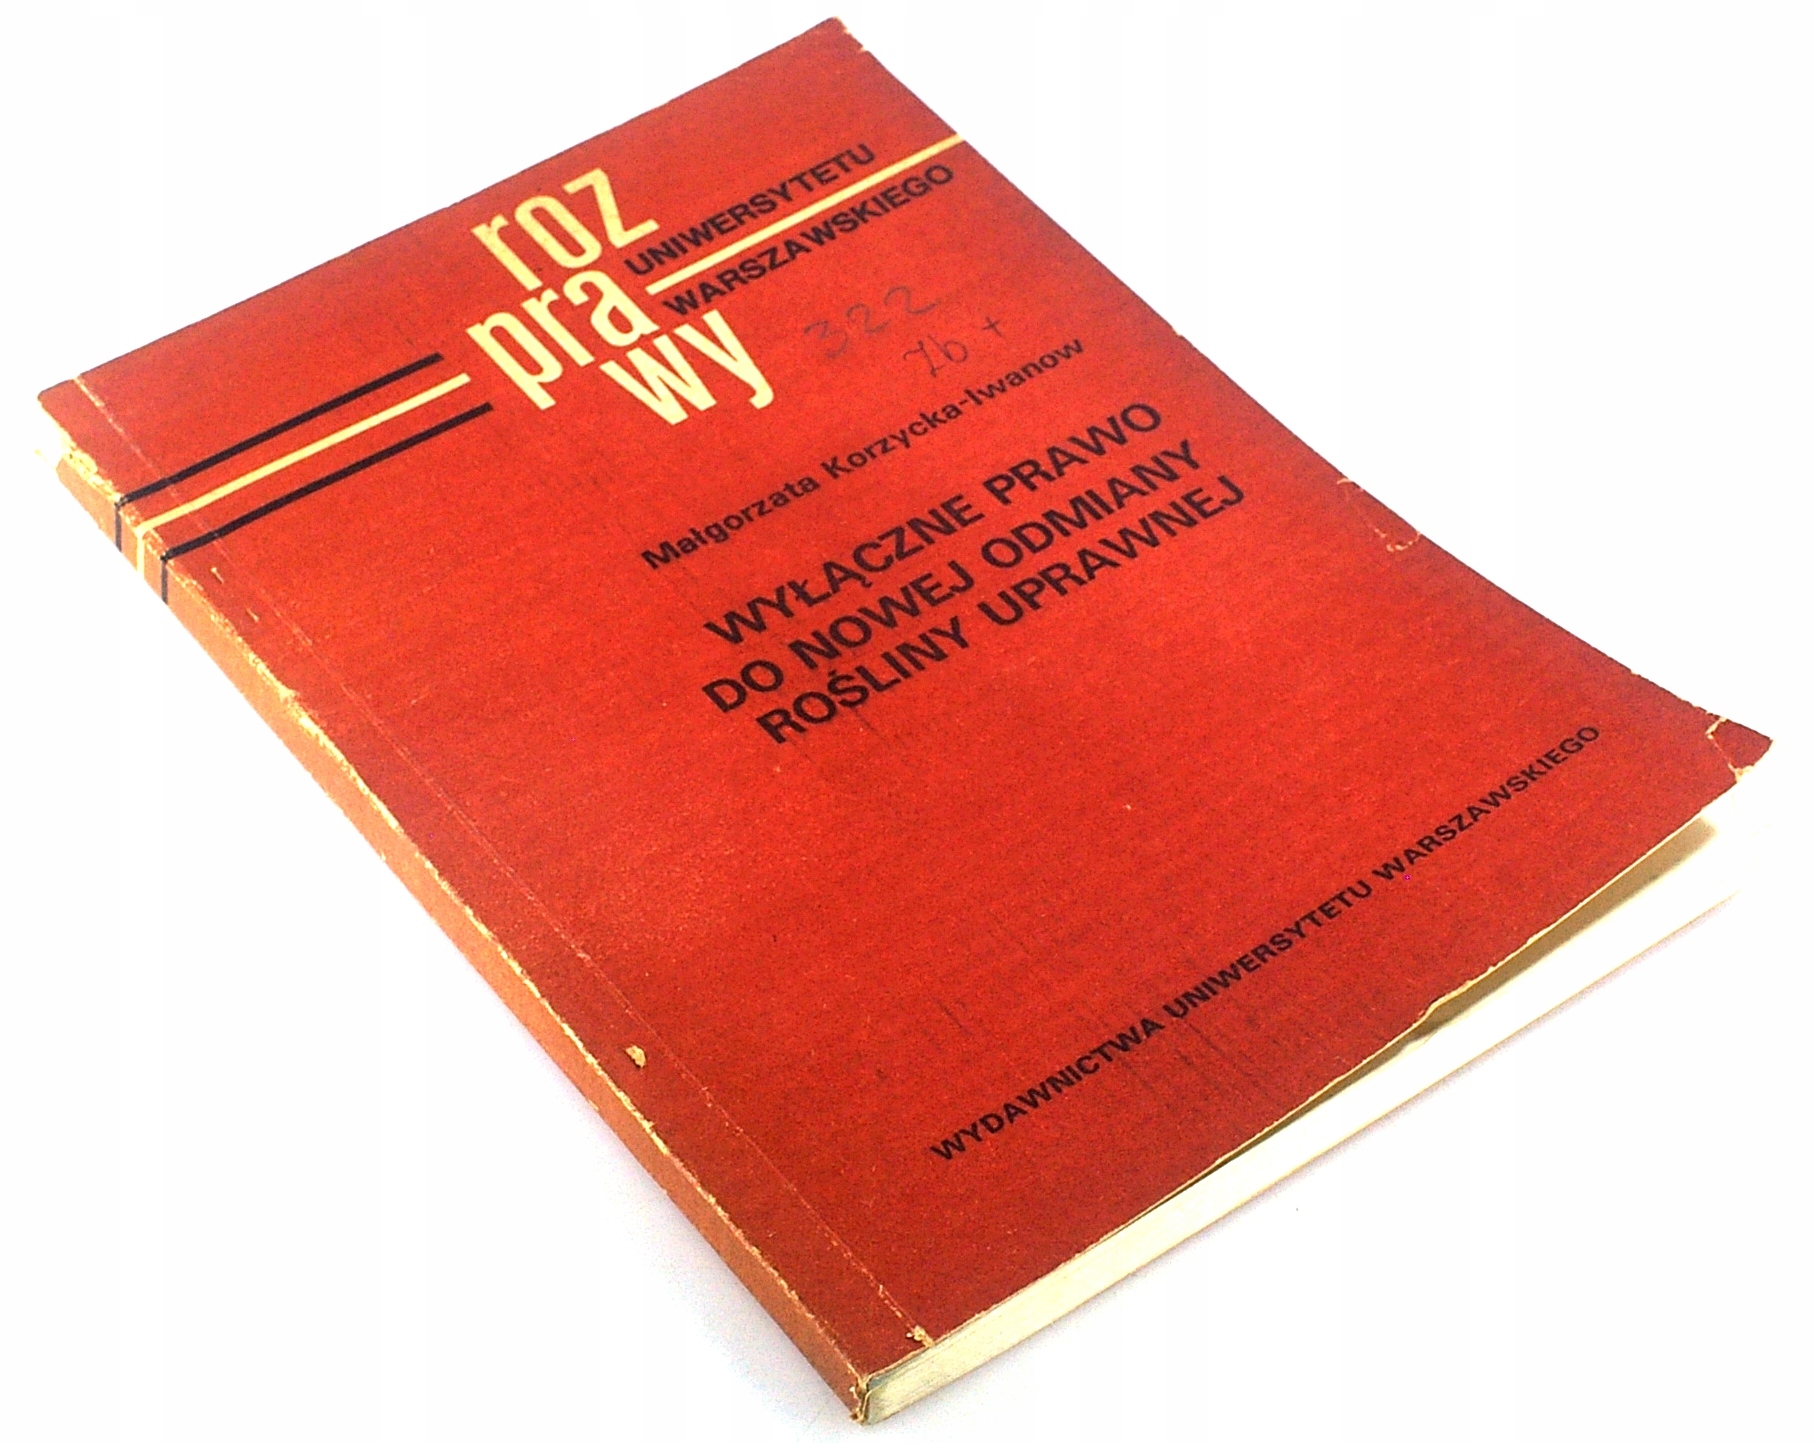 roz
pra
wy
UNIWERSYTETU
WARSZAWSKIEGO
322
Zb +
Małgorzata Korzycka-Iwanow
WYŁĄCZNE PRAWO
DO NOWEJ ODMIANY
ROŚLINY UPRAWNEJ
WYDAWNICTWA UNIWERSYTETU WARSZAWSKIEGO